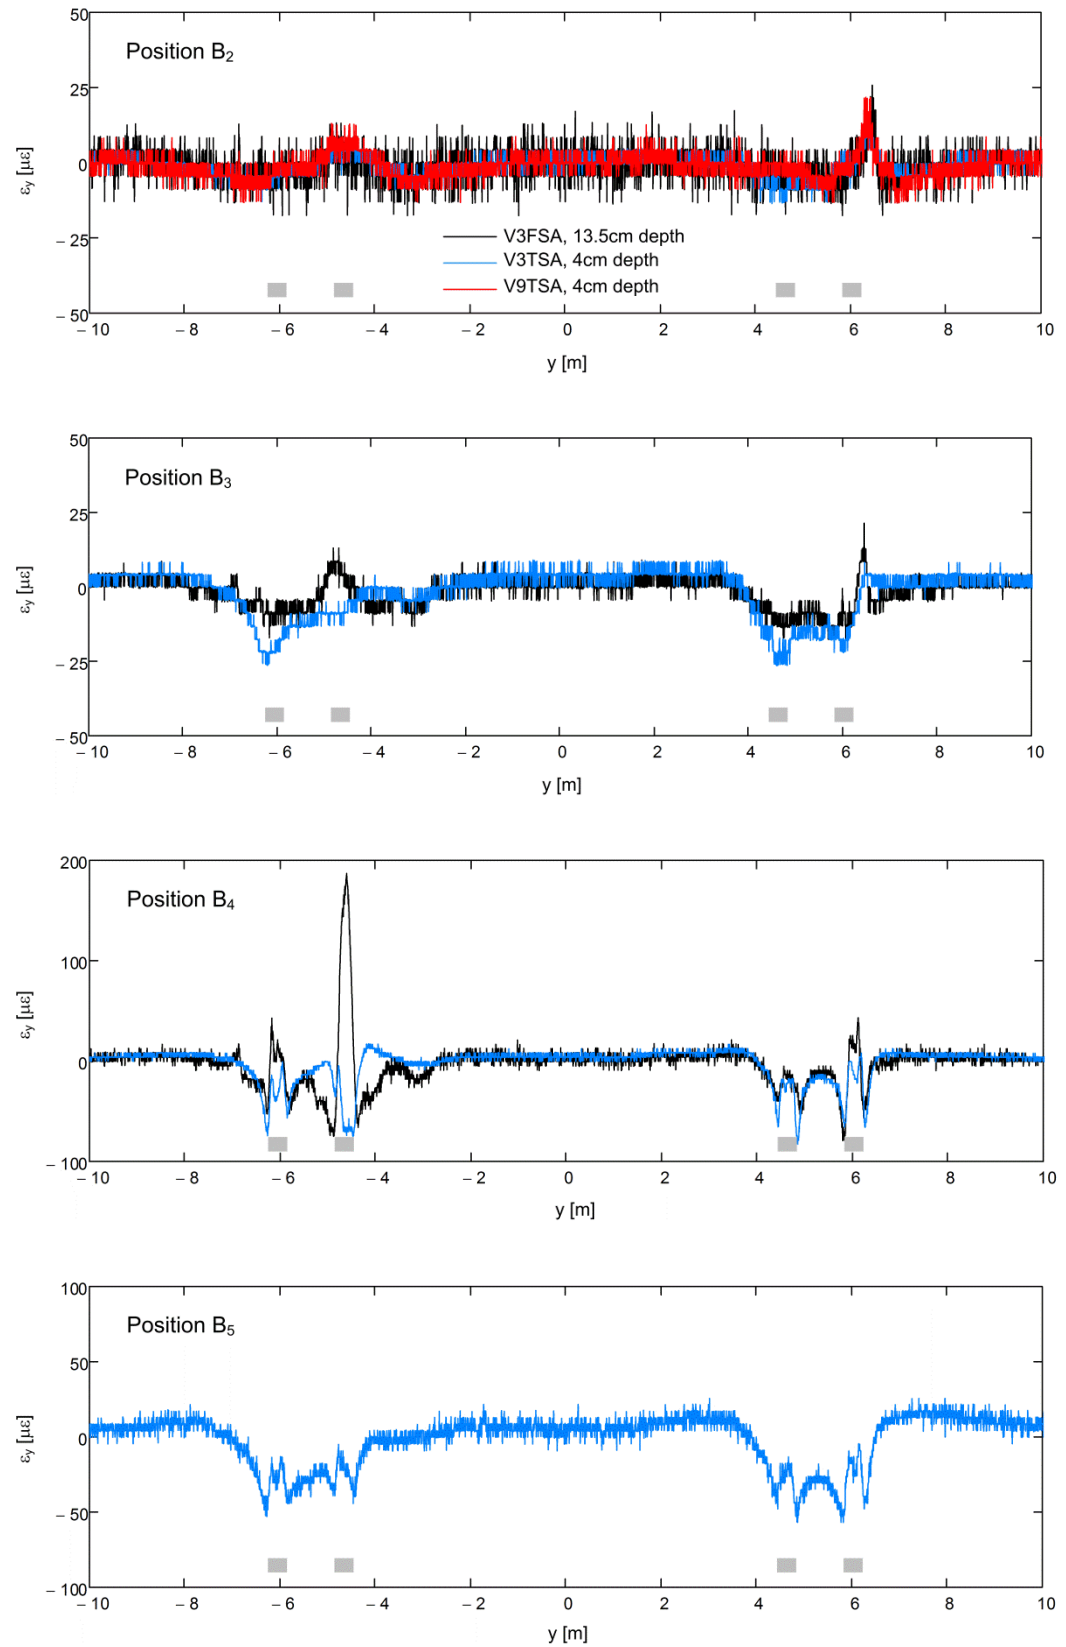 Position B2
50
25
0
– 25
– 50
εy [με]
V3FSA, 13.5cm depth
V3TSA, 4cm depth
V9TSA, 4cm depth
– 10 – 8 – 6 – 4 – 2 0 2 4 6 8 10
y [m]
Position B3
50
25
0
– 25
– 50
εy [με]
– 10 – 8 – 6 – 4 – 2 0 2 4 6 8 10
y [m]
Position B4
200
100
0
– 100
εy [με]
– 10 – 8 – 6 – 4 – 2 0 2 4 6 8 10
y [m]
Position B5
100
50
0
– 50
– 100
εy [με]
– 10 – 8 – 6 – 4 – 2 0 2 4 6 8 10
y [m]